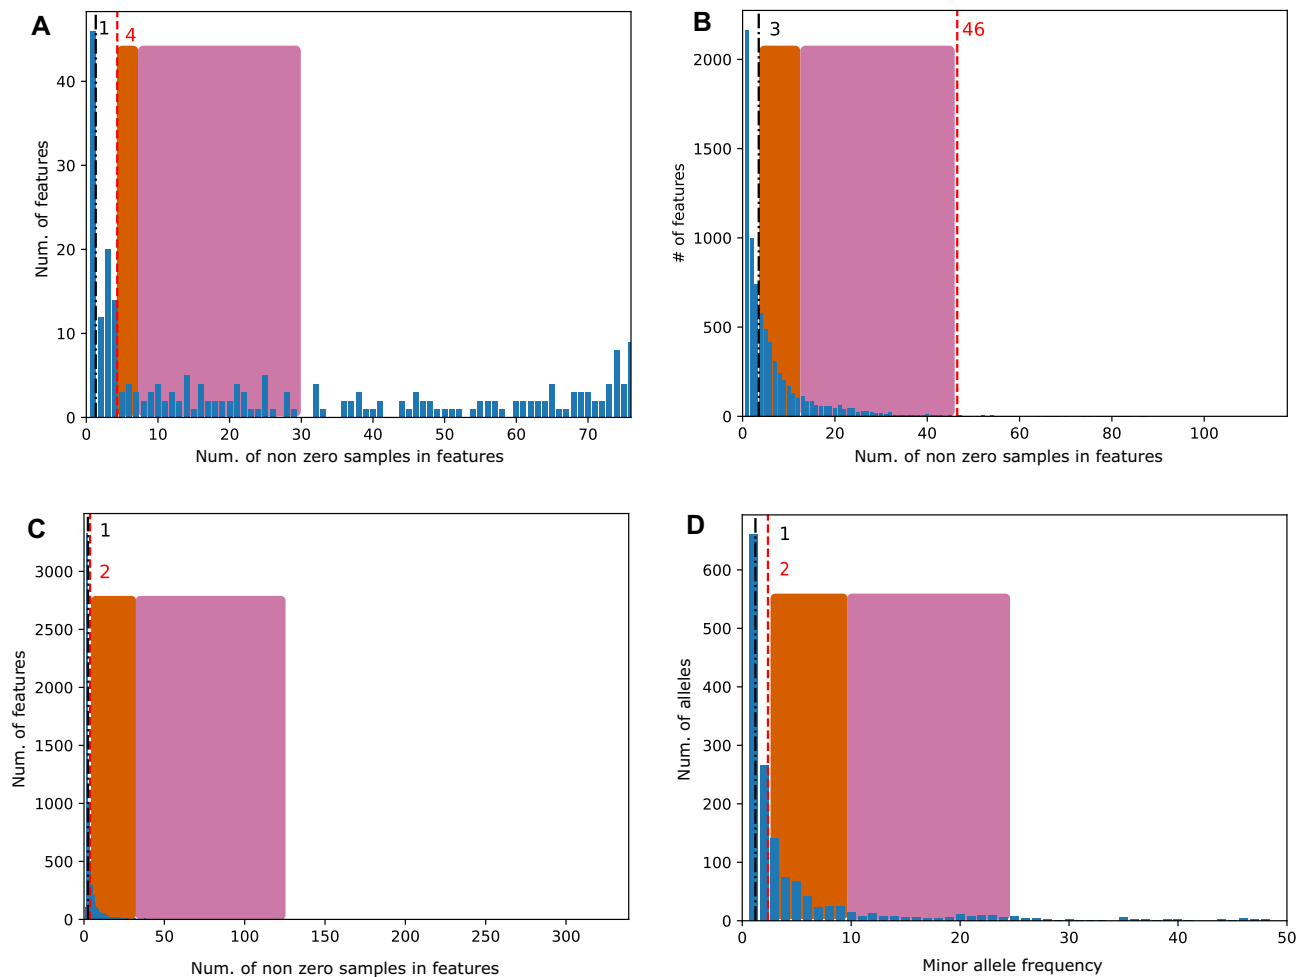 A
1
4
40
30
20
10
0
Num. of features
0 10 20 30 40 50 60 70
Num. of non zero samples in features
B
3
46
2000
1500
1000
500
0
# of features
0 20 40 60 80 100
Num. of non zero samples in features
C
1
2
3000
2500
2000
1500
1000
500
0
Num. of features
0 50 100 150 200 250 300
Num. of non zero samples in features
D
1
2
600
500
400
300
200
100
0
Num. of alleles
0 10 20 30 40 50
Minor allele frequency